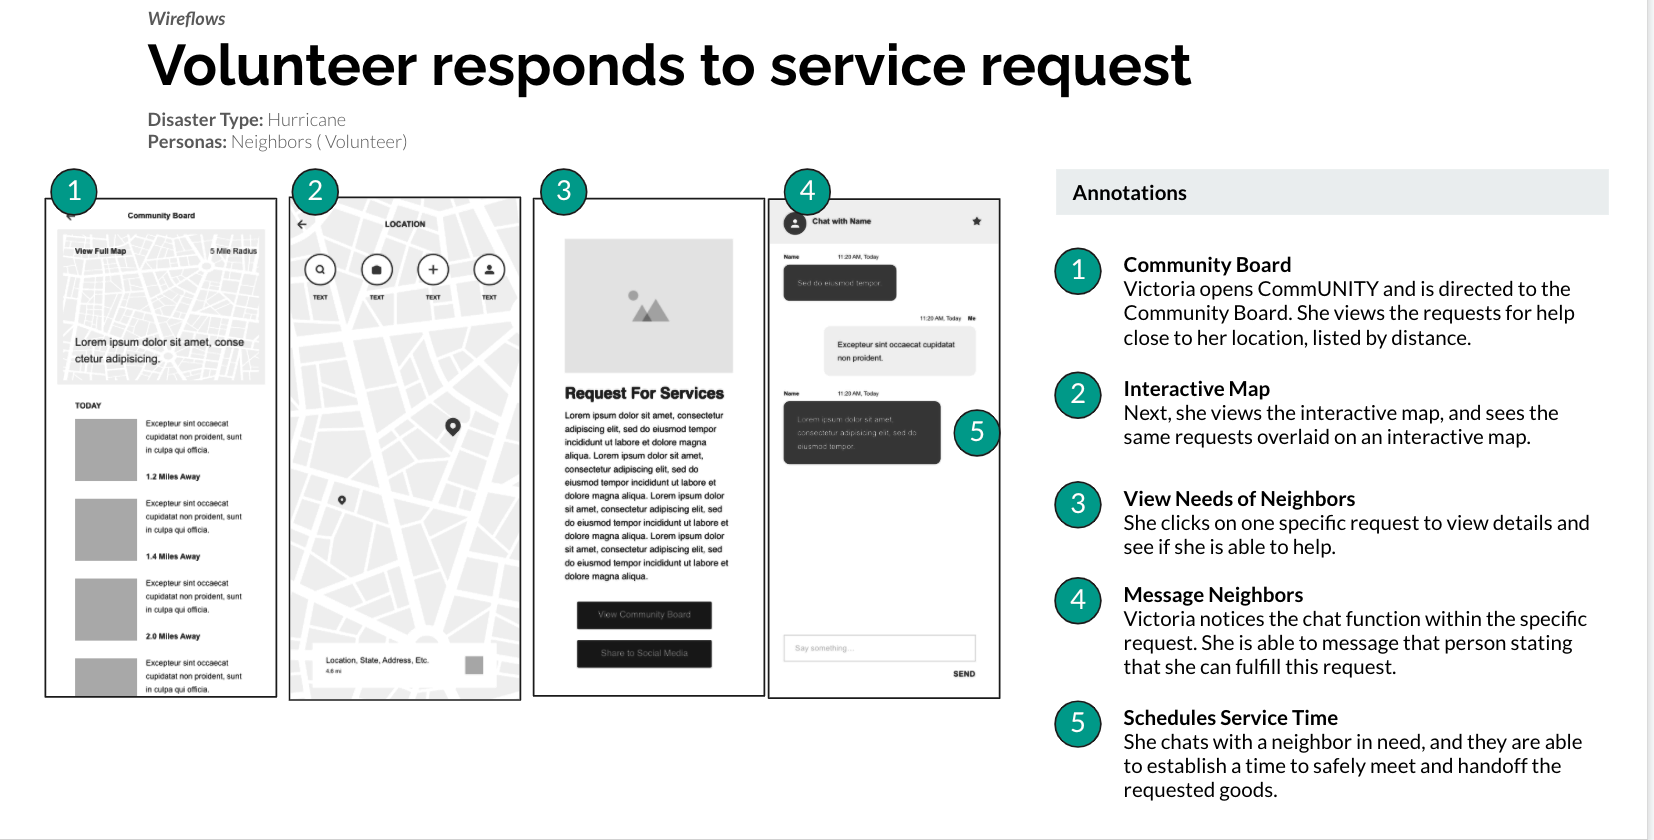 Wireflows
Volunteer responds to service request
Disaster Type: Hurricane
Personas: Neighbors ( Volunteer)
1
Community Board
View Full Map
5 Mile Radius
Lorem ipsum dolor sit amet, conse
ctetur adipisicing.
TODAY
Excepteur sint occaecat
cupidatat non proident, sunt
in culpa qui officia.
1.2 Miles Away
Excepteur sint occaecat
cupidatat non proident, sunt
in culpa qui officia.
1.4 Miles Away
Excepteur sint occaecat
cupidatat non proident, sunt
in culpa qui officia.
2.0 Miles Away
Excepteur sint occaecat
cupidatat non proident, sunt
in culpa qui officia.
2
LOCATION
TEXT
TEXT
TEXT
TEXT
Location, State, Address, Etc.
4.6 mi
3
Request For Services
Lorem ipsum dolor sit amet, consectetur
adipiscing elit, sed do eiusmod tempor
incididunt ut labore et dolore magna
aliqua. Lorem ipsum dolor sit amet,
consectetur adipiscing elit, sed do
eiusmod tempor incididunt ut labore et
dolore magna aliqua. Lorem ipsum dolor
sit amet, consectetur adipiscing elit, sed
do eiusmod tempor incididunt ut labore et
dolore magna aliqua. Lorem ipsum dolor
sit amet, consectetur adipiscing elit, sed
do eiusmod tempor incididunt ut labore et
dolore magna aliqua.
View Community Board
Share to Social Media
4
Chat with Name
Name
11:20 AM, Today
Sed do eiusmod tempor.
11:20 AM, Today Me
Excepteur sint occaecat cupidatat
non proident.
Name
11:20 AM, Today
Lorem ipsum dolor sit amet,
consectetur adipisicing elit, sed do
eiusmod tempor.
5
Say something...
SEND
Annotations
1
Community Board
Victoria opens CommUNITY and is directed to the
Community Board. She views the requests for help
close to her location, listed by distance.
2
Interactive Map
Next, she views the interactive map, and sees the
same requests overlaid on an interactive map.
3
View Needs of Neighbors
She clicks on one specific request to view details and
see if she is able to help.
4
Message Neighbors
Victoria notices the chat function within the specific
request. She is able to message that person stating
that she can fulfill this request.
5
Schedules Service Time
She chats with a neighbor in need, and they are able
to establish a time to safely meet and handoff the
requested goods.